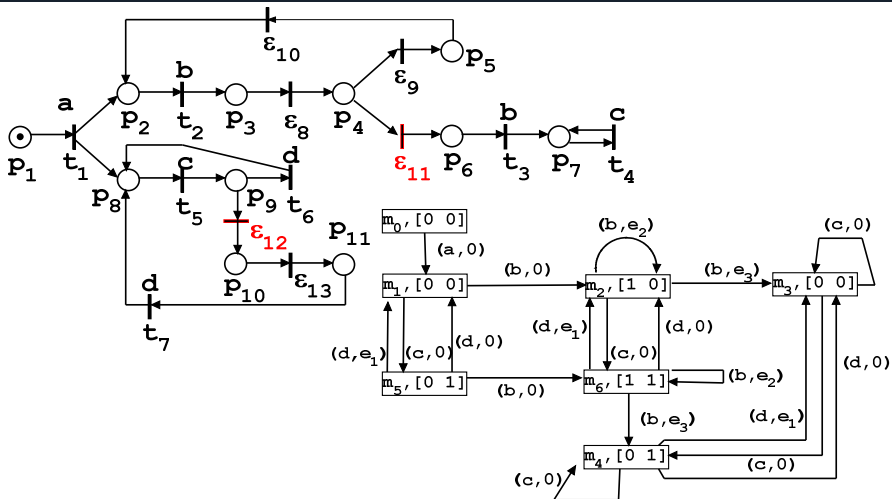 ε10
p5
ε9
b
p2
t2
p3
ε8
p4
a
p1
t1
b
c
ε11
p6
t3
p7
t4
c
d
p8
t5
p9
t6
ε12
p11
p10
ε13
d
t7
m0,[0 0]
(a,0)
m1,[0 0]
(b,0)
(b,e2)
m2,[1 0]
(b,e3)
(c,0)
m3,[0 0]
(d,e1)
(c,0)
(d,0)
(d,e1)
(c,0)
(d,0)
m5,[0 1]
(b,0)
m6,[1 1]
(b,e2)
(d,0)
(b,e3)
(d,e1)
m4,[0 1]
(c,0)
(c,0)